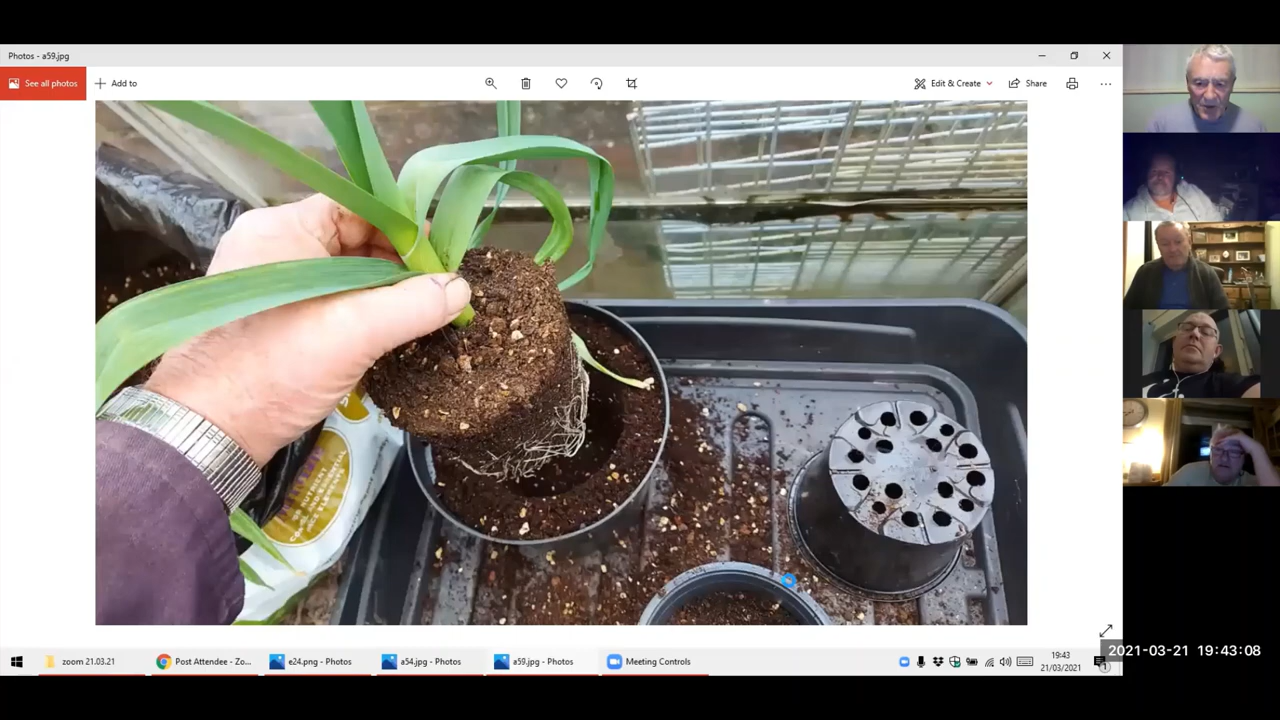 Photos - a59.jpg
See all photos
Add to
Edit & Create
Share
zoom 21.03.21
Post Attendee - Zo...
e24.png - Photos
a54.jpg - Photos
a59.jpg - Photos
Meeting Controls
19:43
21/03/2021
1
2021-03-21 19:43:08